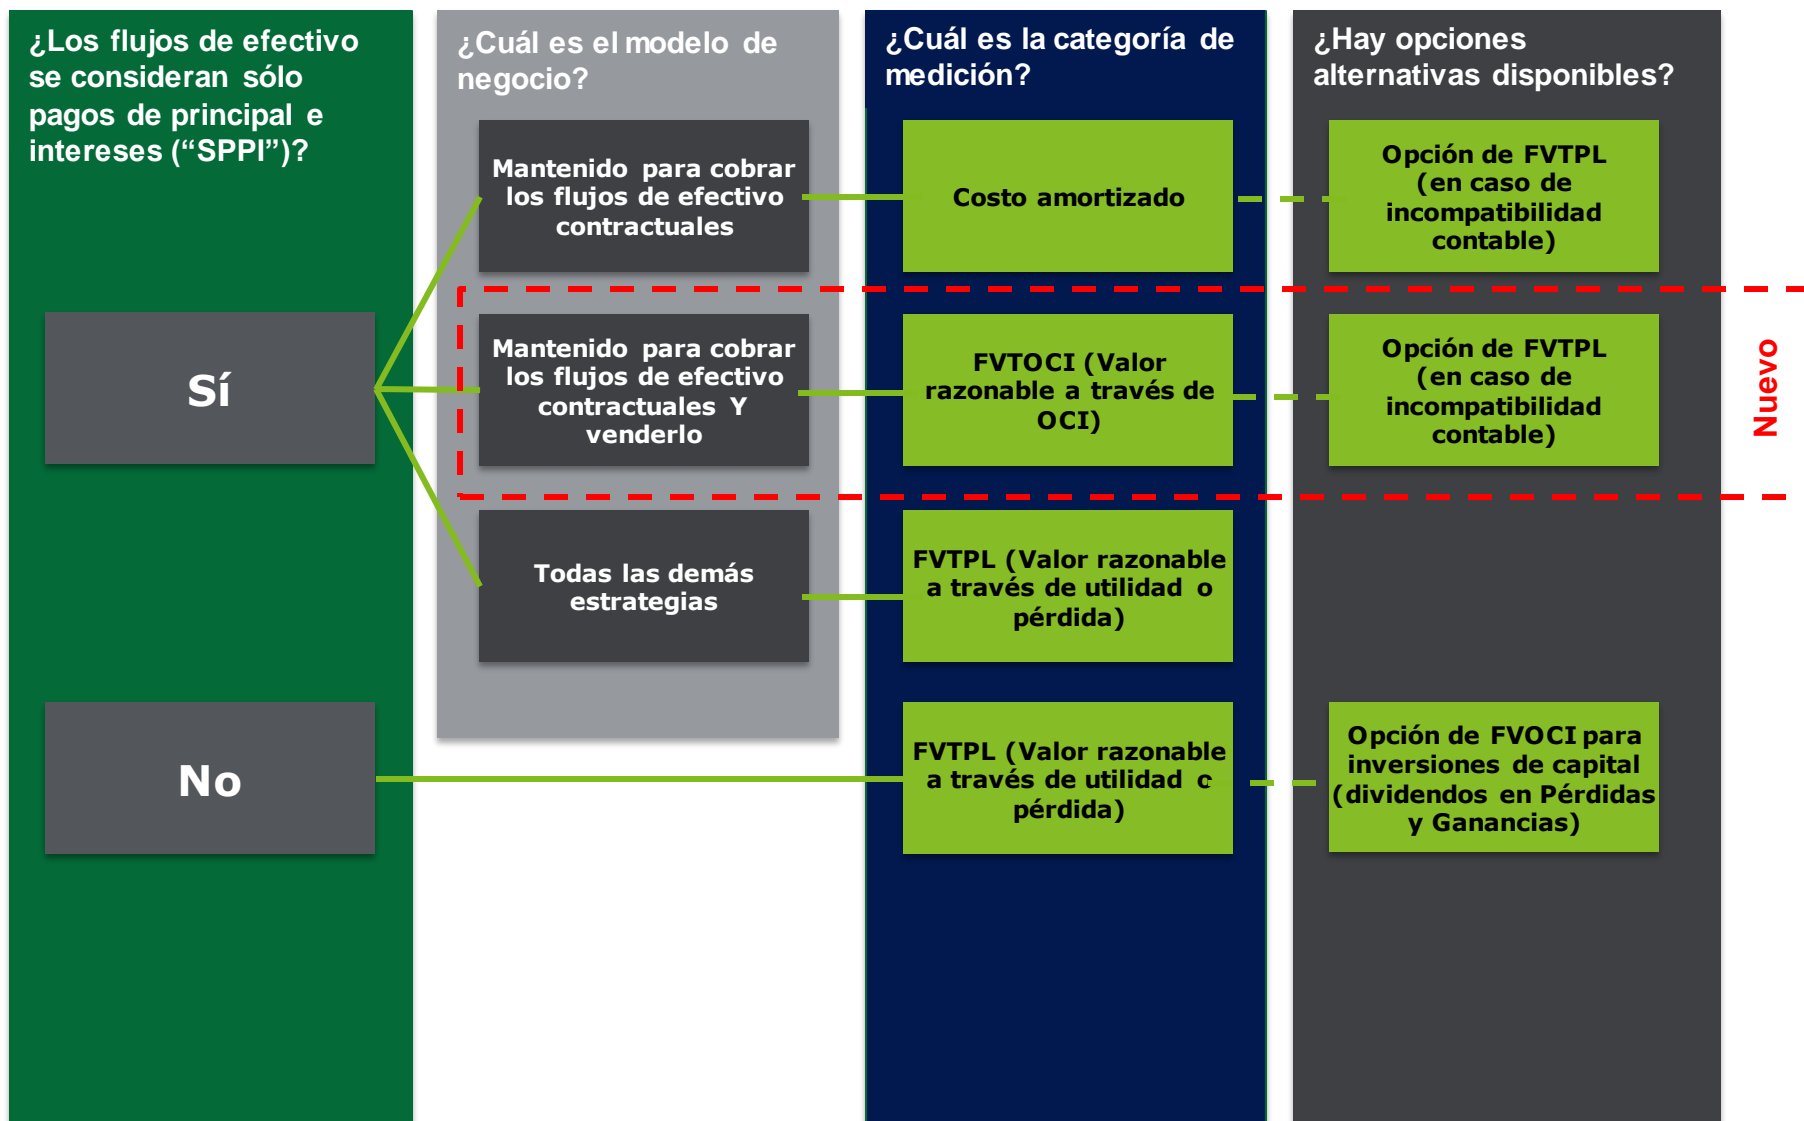 ¿Los flujos de efectivo
se consideran sólo
pagos de principal e
intereses (“SPPI”)?
Sí
No
¿Cuál es el modelo de
negocio?
Mantenido para cobrar
los flujos de efectivo
contractuales
Mantenido para cobrar
los flujos de efectivo
contractuales Y
venderlo
Todas las demás
estrategias
¿Cuál es la categoría de
medición?
Costo amortizado
FVTOCI (Valor
razonable a través de
OCI)
FVTPL (Valor razonable
a través de utilidad o
pérdida)
FVTPL (Valor razonable
a través de utilidad o
pérdida)
¿Hay opciones
alternativas disponibles?
Opción de FVTPL
(en caso de
incompatibilidad
contable)
Opción de FVTPL
(en caso de
incompatibilidad
contable)
Opción de FVOCI para
inversiones de capital
(dividendos en Pérdidas
y Ganancias)
Nuevo